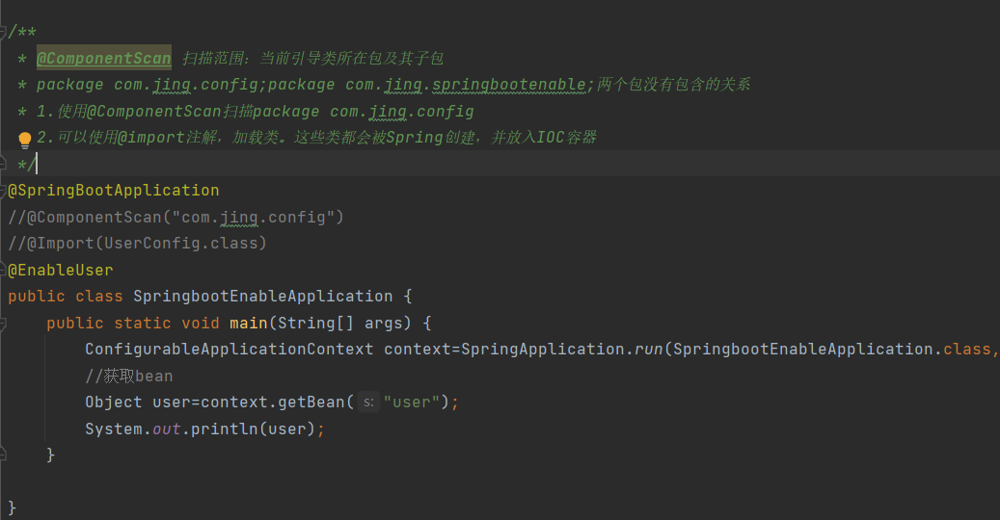 /**
* @ComponentScan 扫描范围：当前引导类所在包及其子包
* package com.jing.config;package com.jing.springbootenable;两个包没有包含的关系
* 1.使用@ComponentScan扫描package com.jing.config
2.可以使用@import注解，加载类。这些类都会被Spring创建，并放入IOC容器
*/
@SpringBootApplication
//@ComponentScan("com.jing.config")
//@Import(UserConfig.class)
@EnableUser
public class SpringbootEnableApplication {
public static void main(String[] args) {
ConfigurableApplicationContext context=SpringApplication.run(SpringbootEnableApplication.class,
//获取bean
Object user=context.getBean( s: "user");
System.out.println(user);
}
}